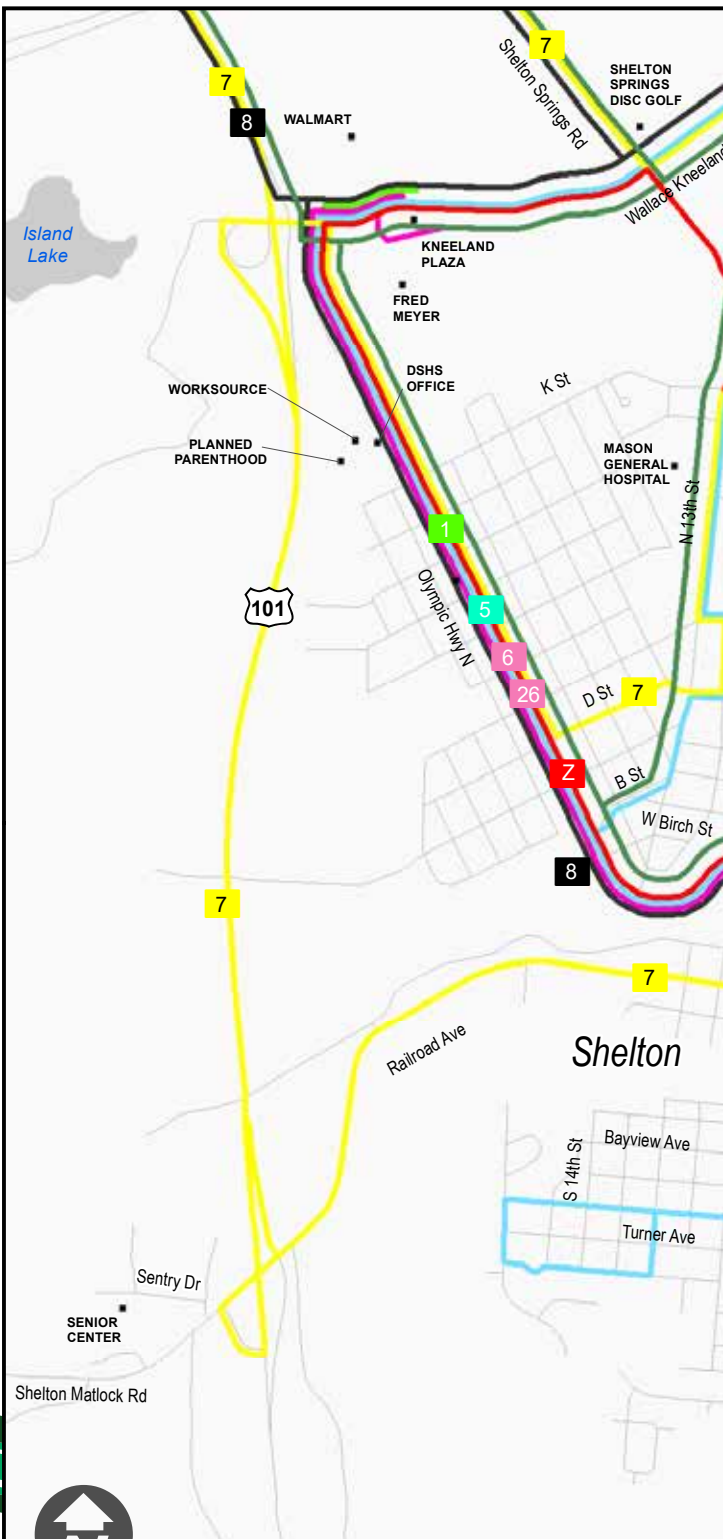 7
Shelton Springs Rd
SHELTON
SPRINGS
DISC GOLF
7
8
WALMART
Wallace Kneeland
Island
Lake
KNEELAND
PLAZA
FRED
MEYER
DSHS
OFFICE
WORKSOURCE
K St
PLANNED
PARENTHOOD
MASON
GENERAL
HOSPITAL
N 13th St
1
101
Olympic Hwy N
5
6
26
D St
7
Z
B St
W Birch St
8
7
7
Railroad Ave
Shelton
S 14th St
Bayview Ave
Turner Ave
Sentry Dr
SENIOR
CENTER
Shelton Matlock Rd